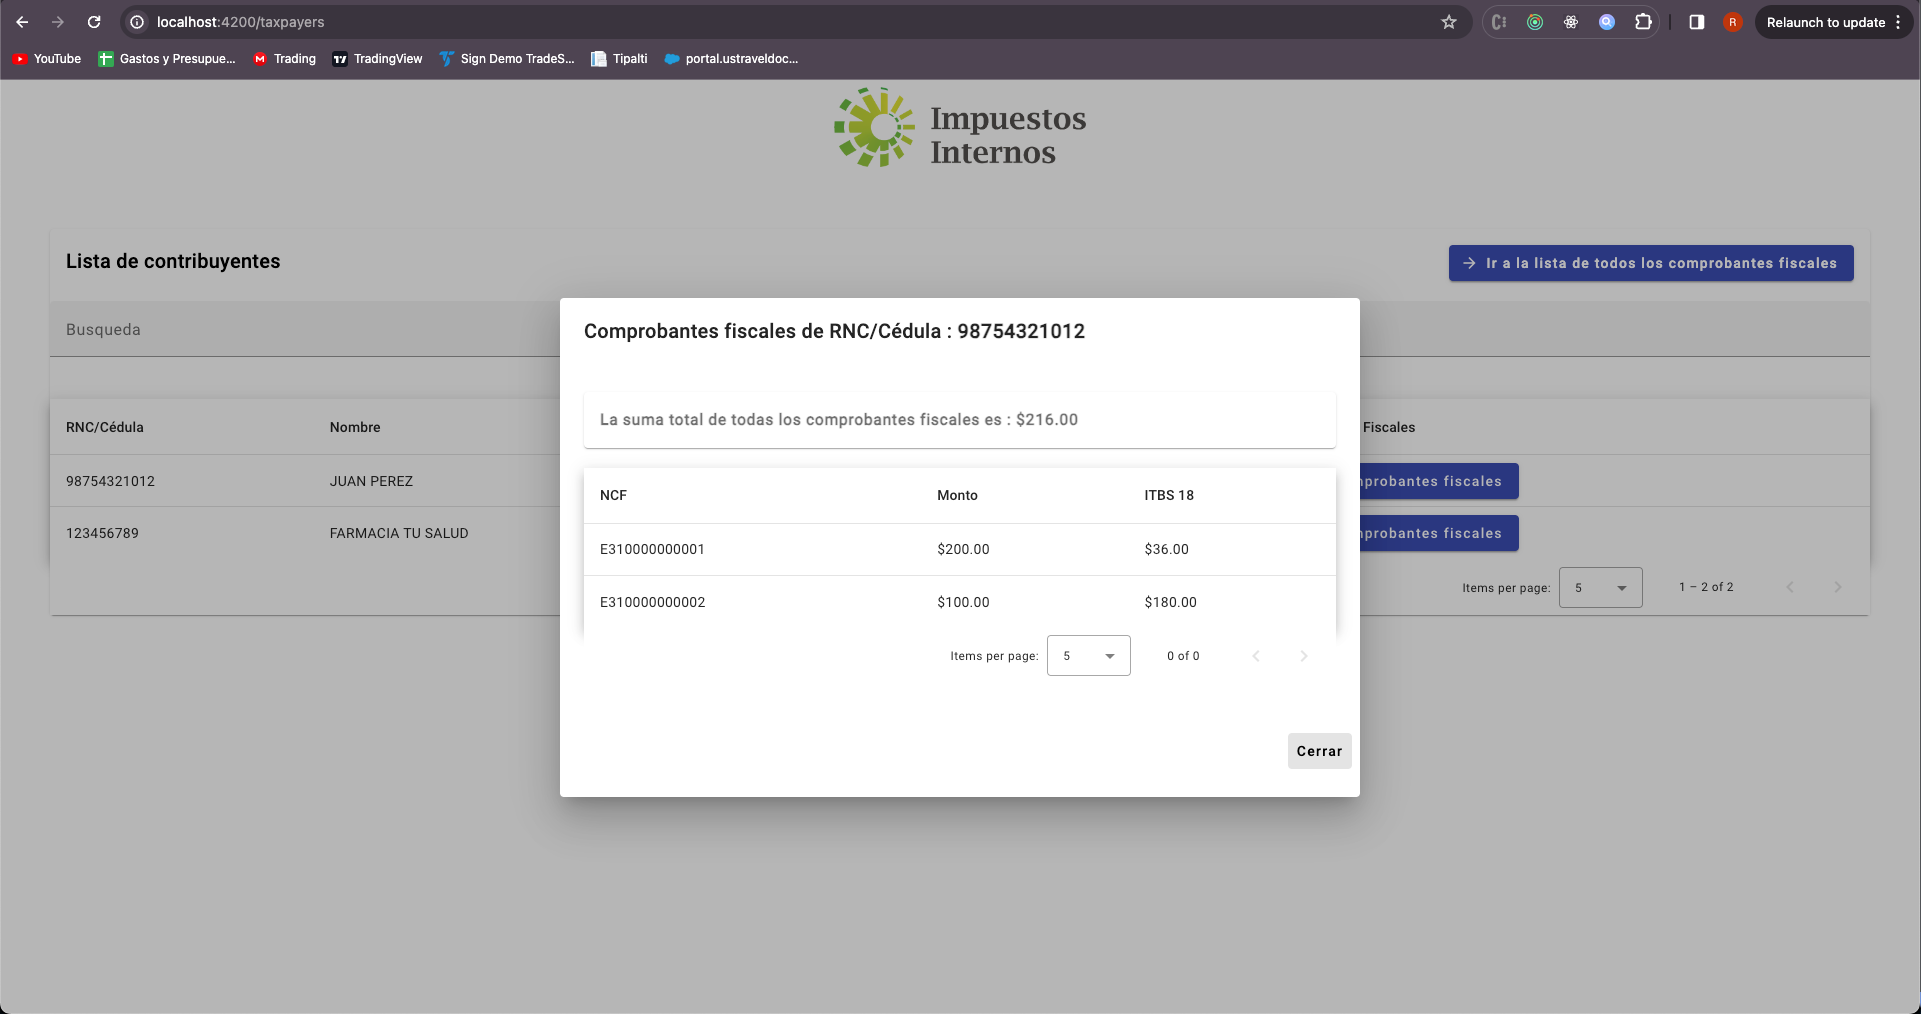 localhost:4200/taxpayers
R
Relaunch to update
YouTube
Gastos y Presupue...
Trading
TradingView
Sign Demo TradeS...
Tipalti
portal.ustraveldoc...
Impuestos
Internos
Lista de contribuyentes
Ir a la lista de todos los comprobantes fiscales
Busqueda
RNC/Cédula
Nombre
Fiscales
98754321012
JUAN PEREZ
mprobantes fiscales
123456789
FARMACIA TU SALUD
mprobantes fiscales
Items per page:
5
1 – 2 of 2
Comprobantes fiscales de RNC/Cédula : 98754321012
La suma total de todas los comprobantes fiscales es : $216.00
NCF
Monto
ITBS 18
E310000000001
$200.00
$36.00
E310000000002
$100.00
$180.00
Items per page:
5
0 of 0
Cerrar